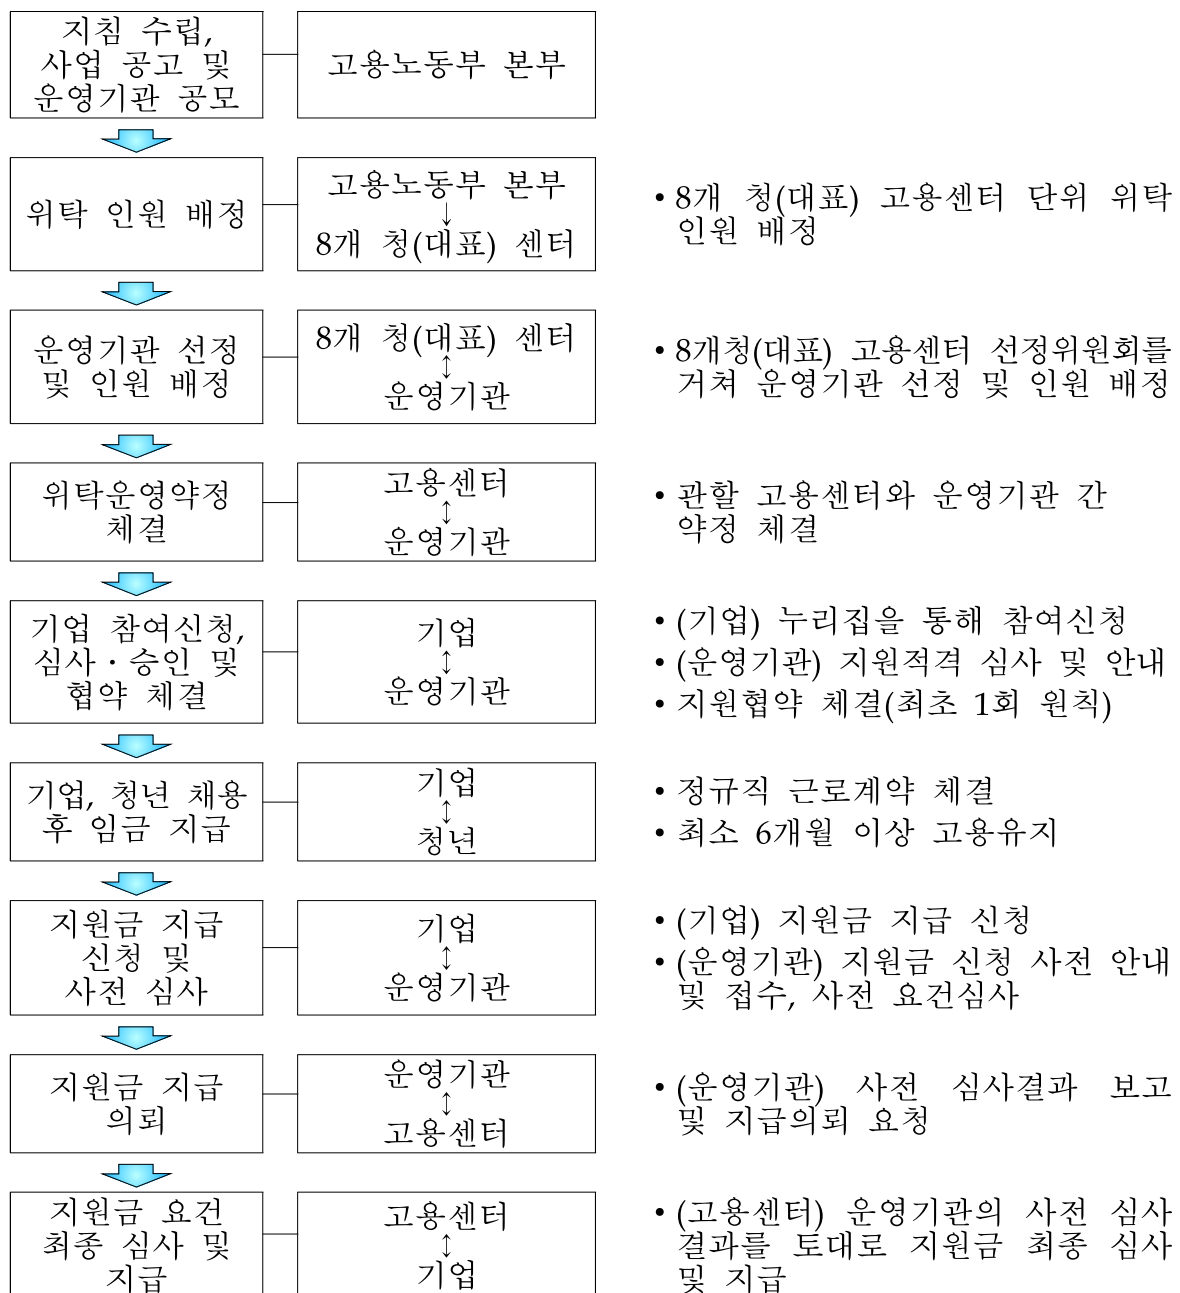 지침 수립,
사업 공고 및
운영기관 공모
고용노동부 본부
위탁 인원 배정
고용노동부 본부
↓
8개 청(대표) 센터
• 8개 청(대표) 고용센터 단위 위탁
인원 배정
운영기관 선정
및 인원 배정
8개 청(대표) 센터
↕
운영기관
• 8개청(대표) 고용센터 선정위원회를
거쳐 운영기관 선정 및 인원 배정
위탁운영약정
체결
고용센터
↕
운영기관
• 관할 고용센터와 운영기관 간
약정 체결
기업 참여신청,
심사·승인 및
협약 체결
기업
↕
운영기관
• (기업) 누리집을 통해 참여신청
• (운영기관) 지원적격 심사 및 안내
• 지원협약 체결(최초 1회 원칙)
기업, 청년 채용
후 임금 지급
기업
↕
청년
• 정규직 근로계약 체결
• 최소 6개월 이상 고용유지
지원금 지급
신청 및
사전 심사
기업
↕
운영기관
• (기업) 지원금 지급 신청
• (운영기관) 지원금 신청 사전 안내
및 접수, 사전 요건심사
지원금 지급
의뢰
운영기관
↕
고용센터
• (운영기관) 사전 심사결과 보고
및 지급의뢰 요청
지원금 요건
최종 심사 및
지급
고용센터
↕
기업
• (고용센터) 운영기관의 사전 심사
결과를 토대로 지원금 최종 심사
및 지급